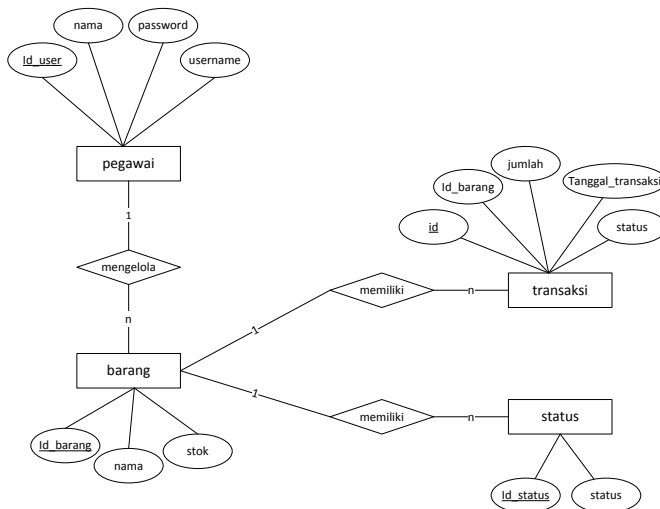 nama
password
Id_user
username
pegawai
1
mengelola
n
jumlah
Id_barang
Tanggal_transaksi
id
status
memiliki
n
transaksi
1
barang
1
memiliki
n
status
Id_barang
nama
stok
Id_status
status